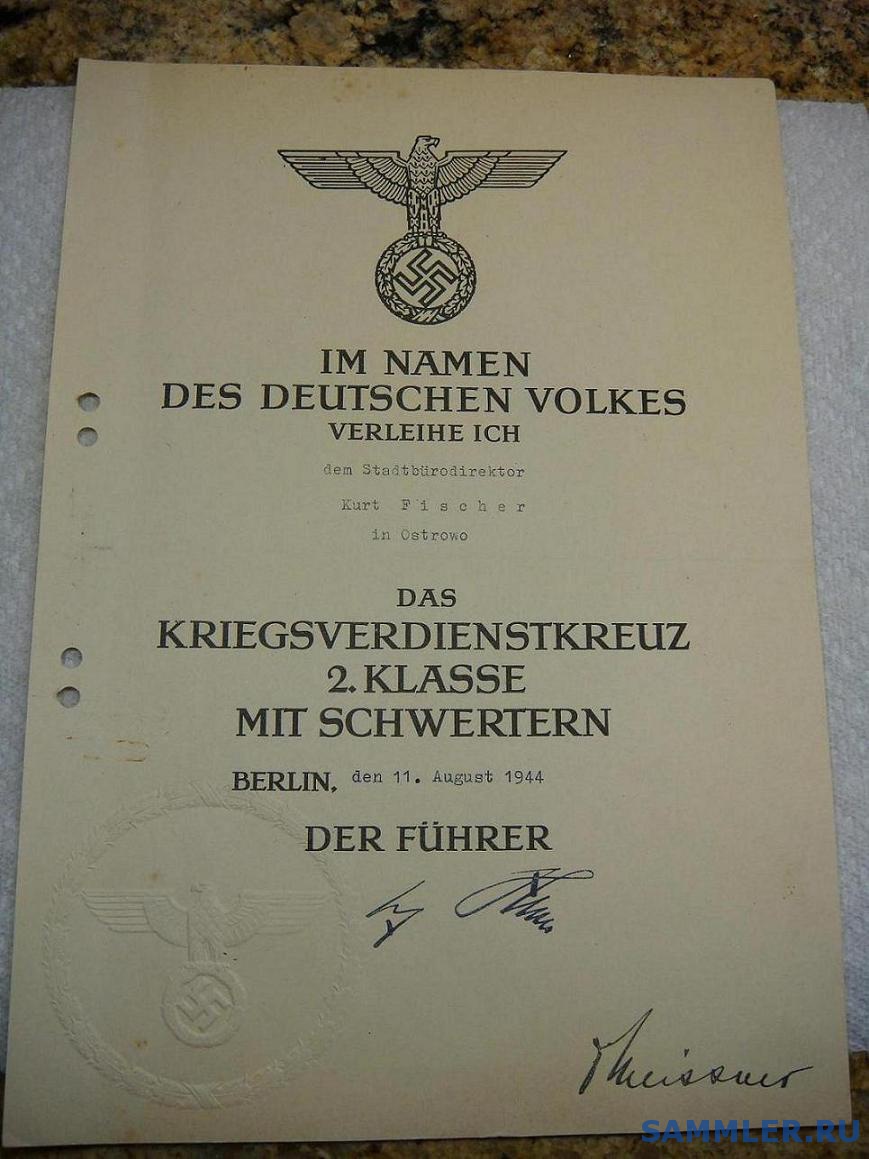 IM NAMEN
DES DEUTSCHEN VOLKES
VERLEIHE ICH
dem Stadtbürodirektor
Kurt F i s c h e r
in Ostrowo
DAS
KRIEGSVERDIENSTKREUZ
2. KLASSE
MIT SCHWERTERN
BERLIN, den 11. August 1944
DER FÜHRER
Meissner
SAMMLER.RU